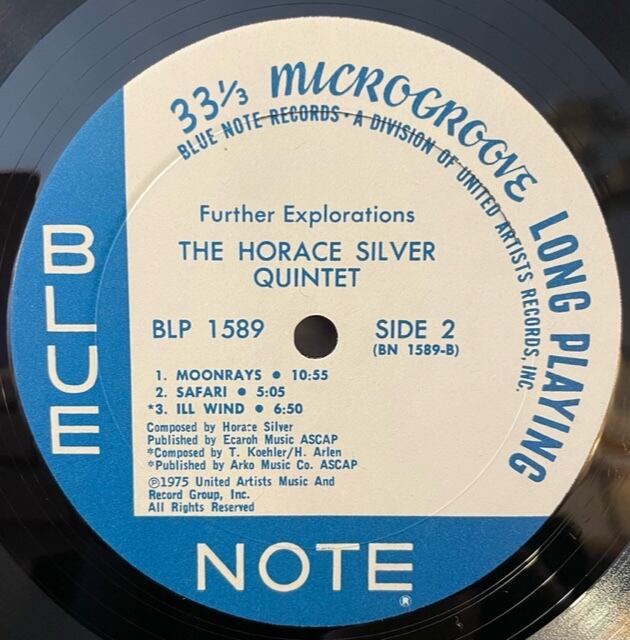 33⅓ MICROGROOVE LONG PLAYING
BLUE NOTE RECORDS • A DIVISION OF UNITED ARTISTS RECORDS, INC.
Further Explorations
THE HORACE SILVER
QUINTET
BLP 1589
SIDE 2
(BN 1589-B)
1. MOONRAYS • 10:55
2. SAFARI • 5:05
*3. ILL WIND • 6:50
Composed by Horace Silver
Published by Ecaroh Music ASCAP
*Composed by T. Koehler/H. Arlen
*Published by Arko Music Co. ASCAP
℗1975 United Artists Music And
Record Group, Inc.
All Rights Reserved
BLUE
NOTE®